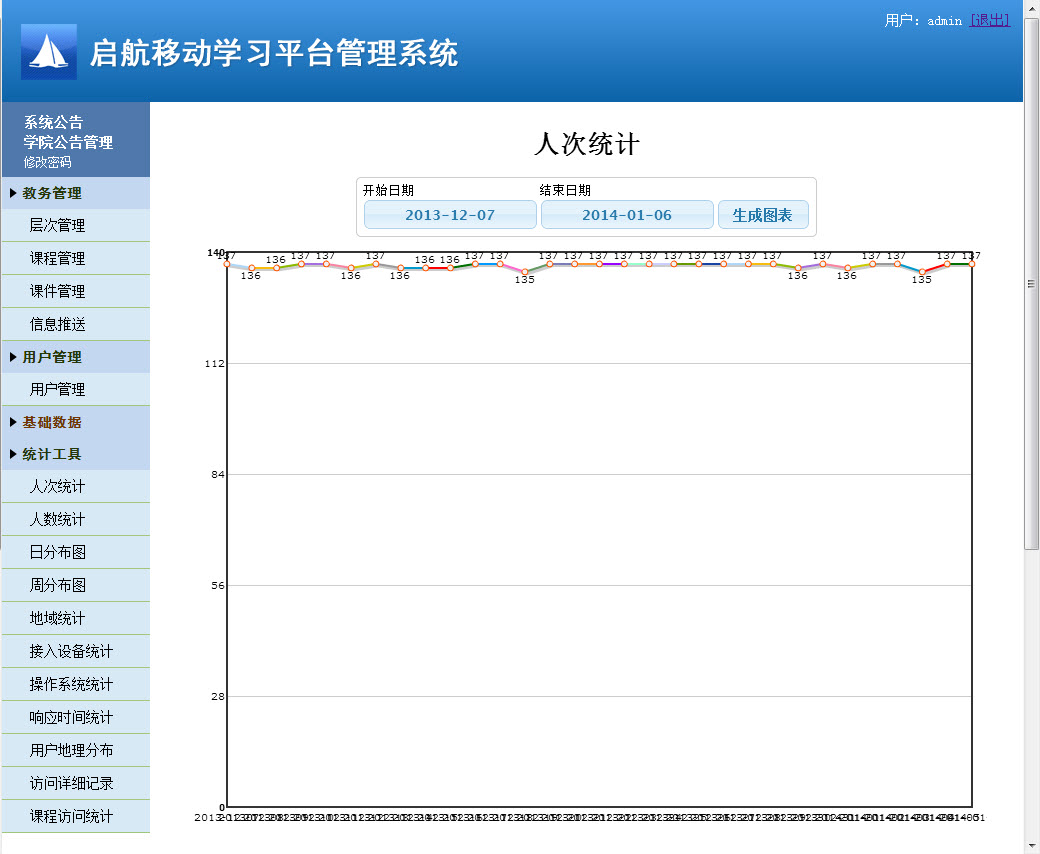 用户：admin [退出]
启航移动学习平台管理系统
系统公告
学院公告管理
修改密码
教务管理
层次管理
课程管理
课件管理
信息推送
用户管理
用户管理
基础数据
统计工具
人次统计
人数统计
日分布图
周分布图
地域统计
接入设备统计
操作系统统计
响应时间统计
用户地理分布
访问详细记录
课程访问统计
人次统计
开始日期 结束日期
2013-12-07 2014-01-06 生成图表
140
137 136 136 137 137 136 137 136 136 136 137 137 135 137 137 137 137 137 137 137 137 137 137 136 137 136 137 137 135 137 137
112
84
56
28
0